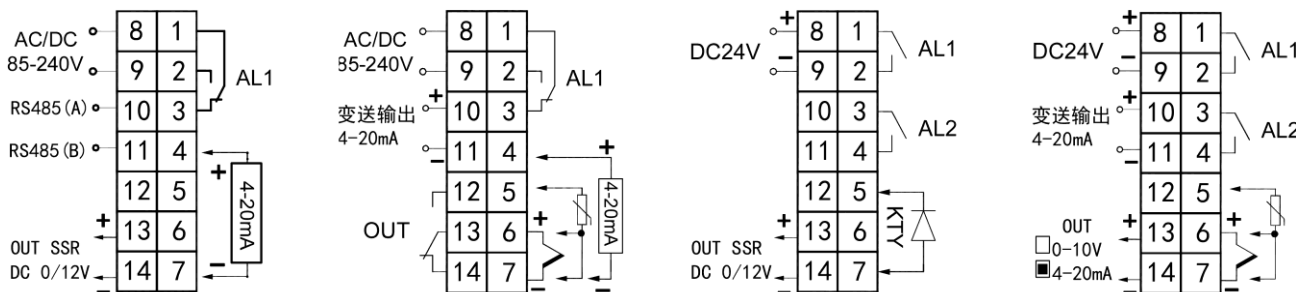 AC/DC
85-240V
RS485(A)
RS485(B)
OUT SSR
DC 0/12V
+
-
8 1
9 2
10 3
11 4
12 5
13 6
14 7
AL1
+
4-20mA
-
AC/DC
85-240V
+
变送输出
4-20mA
-
OUT
8 1
9 2
10 3
11 4
12 5
13 6
14 7
AL1
+
4-20mA
-
+
-
+
DC24V
-
OUT SSR
DC 0/12V
+
-
8 1
9 2
10 3
11 4
12 5
13 6
14 7
AL1
AL2
KTY
+
DC24V
-
+
变送输出
4-20mA
-
OUT
0-10V
4-20mA
+
-
8 1
9 2
10 3
11 4
12 5
13 6
14 7
AL1
AL2
+
-